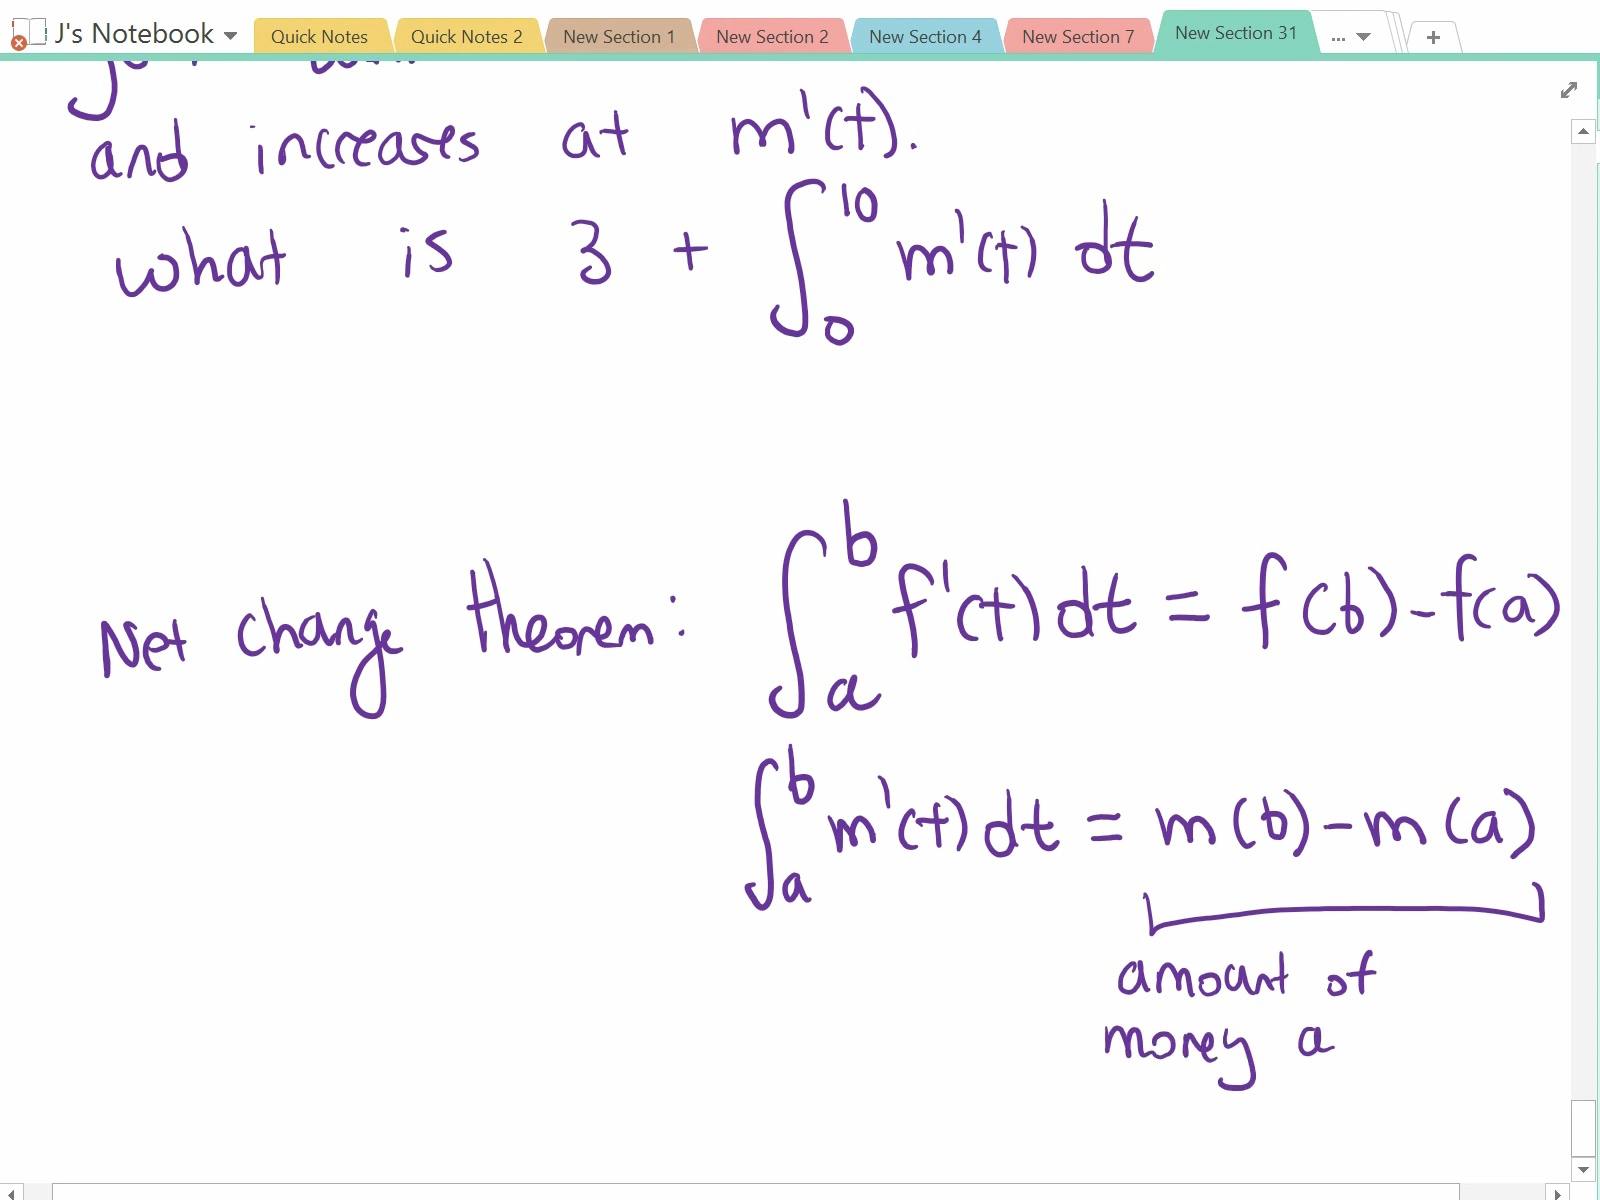 J's Notebook
Quick Notes
Quick Notes 2
New Section 1
New Section 2
New Section 4
New Section 7
New Section 31
...
+
and increases at m'(t).
what is 3 + ∫₀¹⁰ m'(t) dt
Net change theorem: ∫ₐᵇ f'(t) dt = f(b) - f(a)
∫ₐᵇ m'(t) dt = m(b) - m(a)
amount of
money a